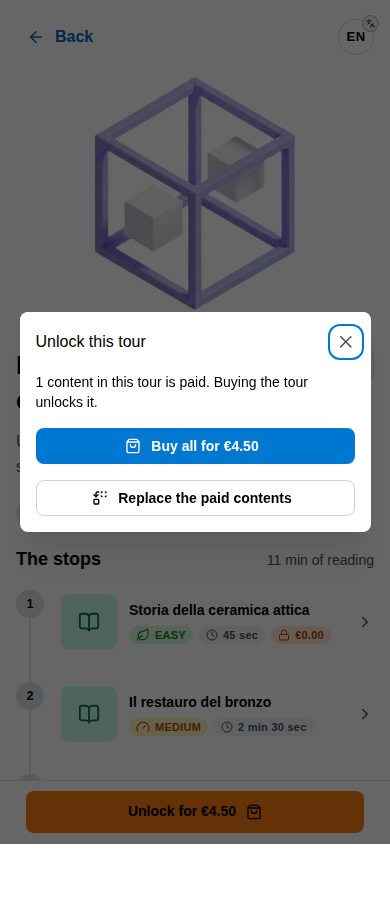 Back
EN
Unlock this tour
1 content in this tour is paid. Buying the tour
unlocks it.
Buy all for €4.50
Replace the paid contents
The stops
11 min of reading
1
Storia della ceramica attica
EASY
45 sec
€0.00
2
Il restauro del bronzo
MEDIUM
2 min 30 sec
Unlock for €4.50